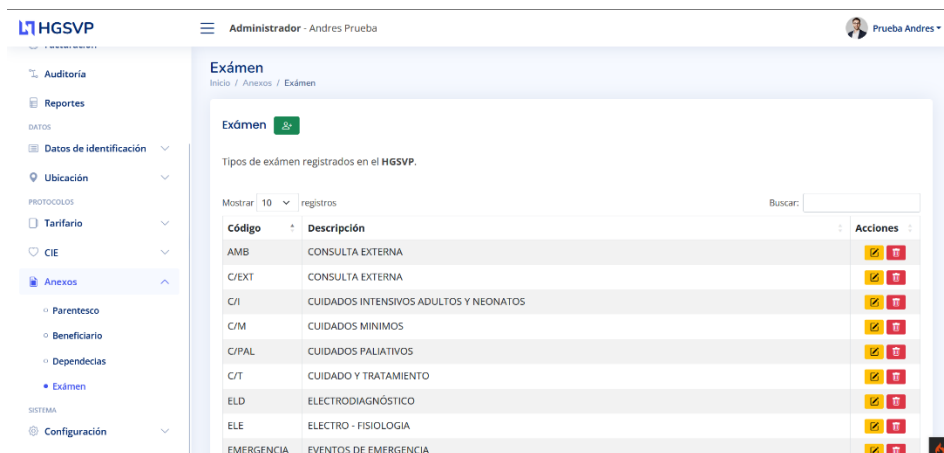 HGSVP
Administrador - Andres Prueba
Prueba Andres
Facturación
Auditoría
Reportes
DATOS
Datos de identificación
Ubicación
PROTOCOLOS
Tarifario
CIE
Anexos
Parentesco
Beneficiario
Dependecias
Exámen
SISTEMA
Configuración
Exámen
Inicio / Anexos / Exámen
Exámen
Tipos de exámen registrados en el HGSVP.
Mostrar 10 registros
Buscar:
Código Descripción Acciones
AMB CONSULTA EXTERNA
C/EXT CONSULTA EXTERNA
C/I CUIDADOS INTENSIVOS ADULTOS Y NEONATOS
C/M CUIDADOS MINIMOS
C/PAL CUIDADOS PALIATIVOS
C/T CUIDADO Y TRATAMIENTO
ELD ELECTRODIAGNÓSTICO
ELE ELECTRO - FISIOLOGIA
EMERGENCIA EVENTOS DE EMERGENCIA